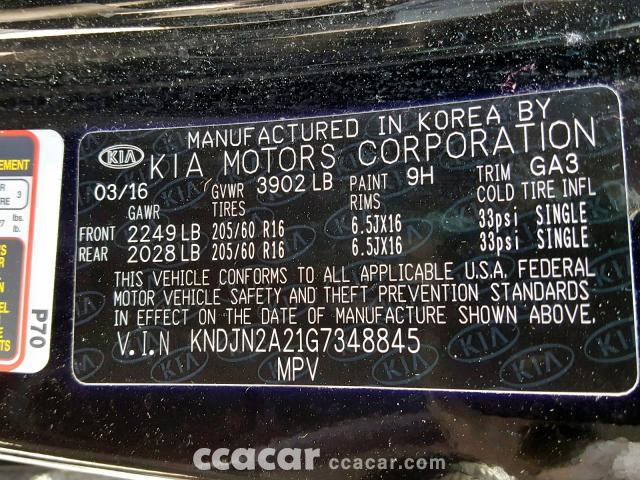 MANUFACTURED IN KOREA BY
KIA KIA MOTORS CORPORATION
03/16 GVWR 3902 LB PAINT 9H TRIM GA3
GAWR TIRES RIMS COLD TIRE INFL
FRONT 2249 LB 205/60 R16 6.5JX16 33psi SINGLE
REAR 2028 LB 205/60 R16 6.5JX16 33psi SINGLE
THIS VEHICLE CONFORMS TO ALL APPLICABLE U.S.A. FEDERAL
MOTOR VEHICLE SAFETY AND THEFT PREVENTION STANDARDS
IN EFFECT ON THE DATE OF MANUFACTURE SHOWN ABOVE.
V.I.N KNDJN2A21G7348845
MPV
P70
ccacar ccacar.com